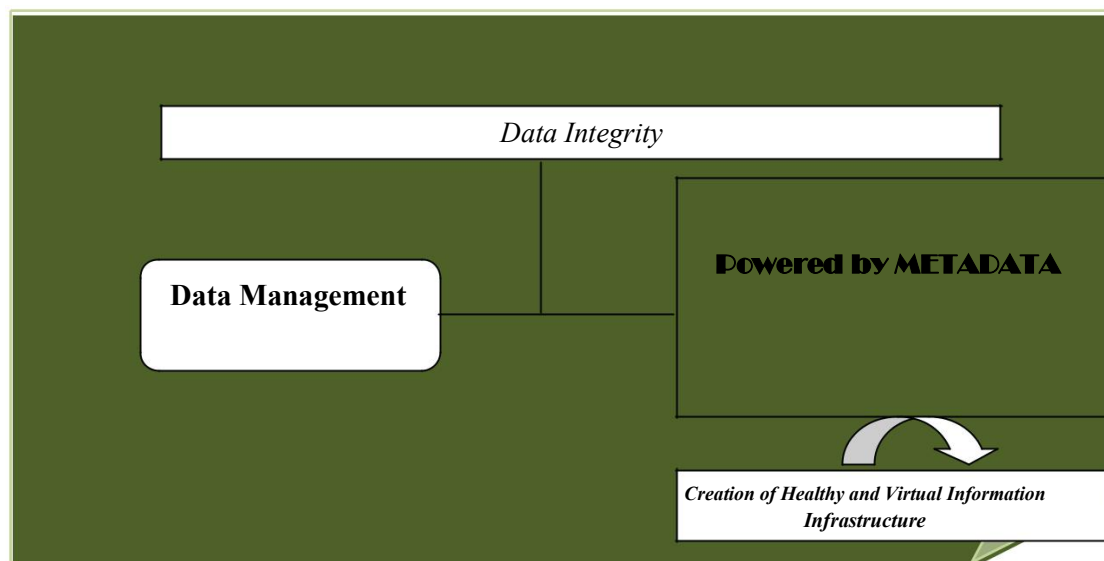 Data Integrity
Powered by METADATA
Data Management
Creation of Healthy and Virtual Information
Infrastructure